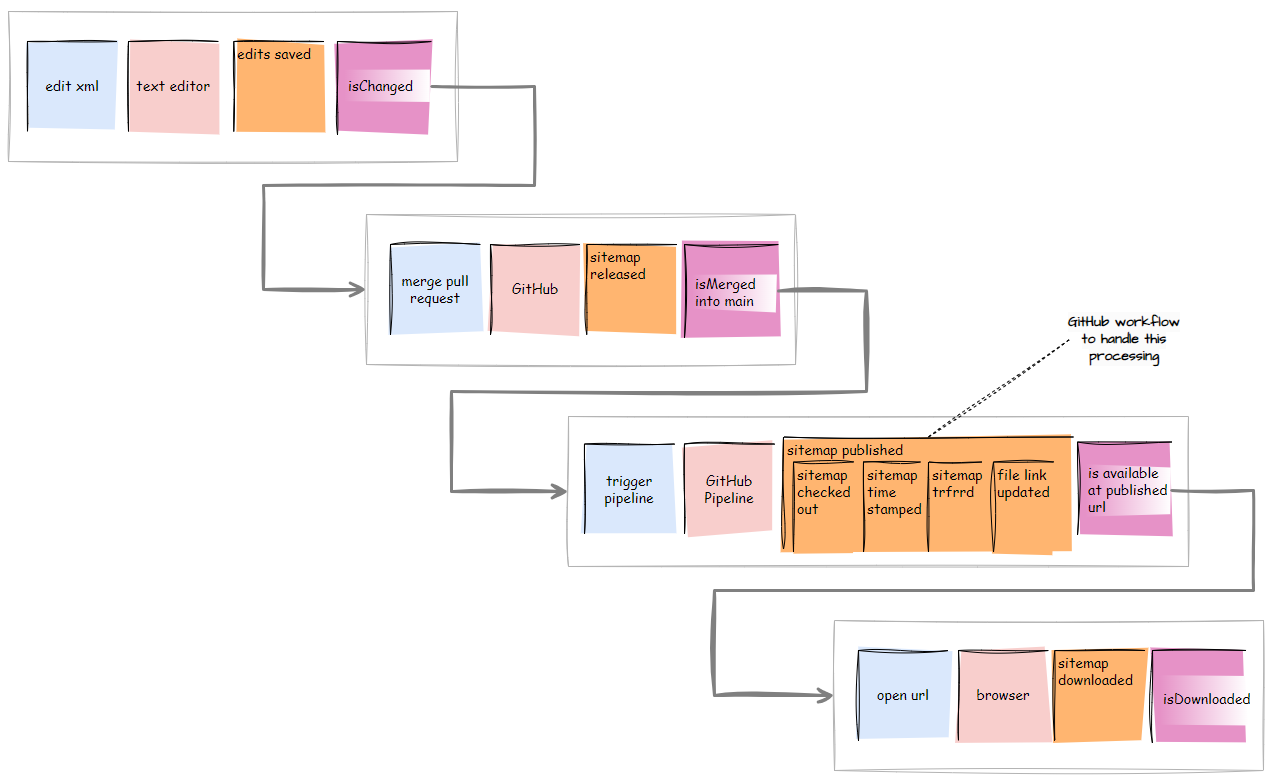 edit xml
text editor
edits saved
isChanged
merge pull
request
GitHub
sitemap
released
isMerged
into main
GitHub workflow
to handle this
processing
trigger
pipeline
GitHub
Pipeline
sitemap published
sitemap
checked
out
sitemap
time
stamped
sitemap
trfrrd
file link
updated
is available
at published
url
open url
browser
sitemap
downloaded
isDownloaded